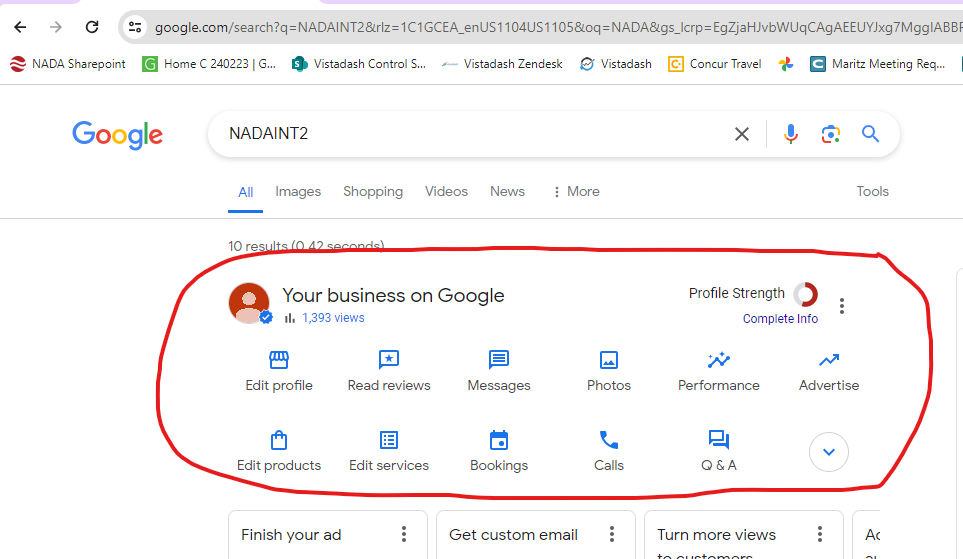 google.com/search?q=NADAINT2&rlz=1C1GCEA_enUS1104US1105&oq=NADA&gs_lcrp=EgZjaHJvbWUqCAgAEEUYJxg7MggIABBF
NADA Sharepoint Home C 240223 | G... Vistadash Control S... Vistadash Zendesk Vistadash Concur Travel Maritz Meeting Req...
Google NADAINT2
All Images Shopping Videos News More Tools
10 results (0.42 seconds)
Your business on Google
1,393 views
Profile Strength
Complete Info
Edit profile Read reviews Messages Photos Performance Advertise
Edit products Edit services Bookings Calls Q & A
Finish your ad Get custom email Turn more views
to customers